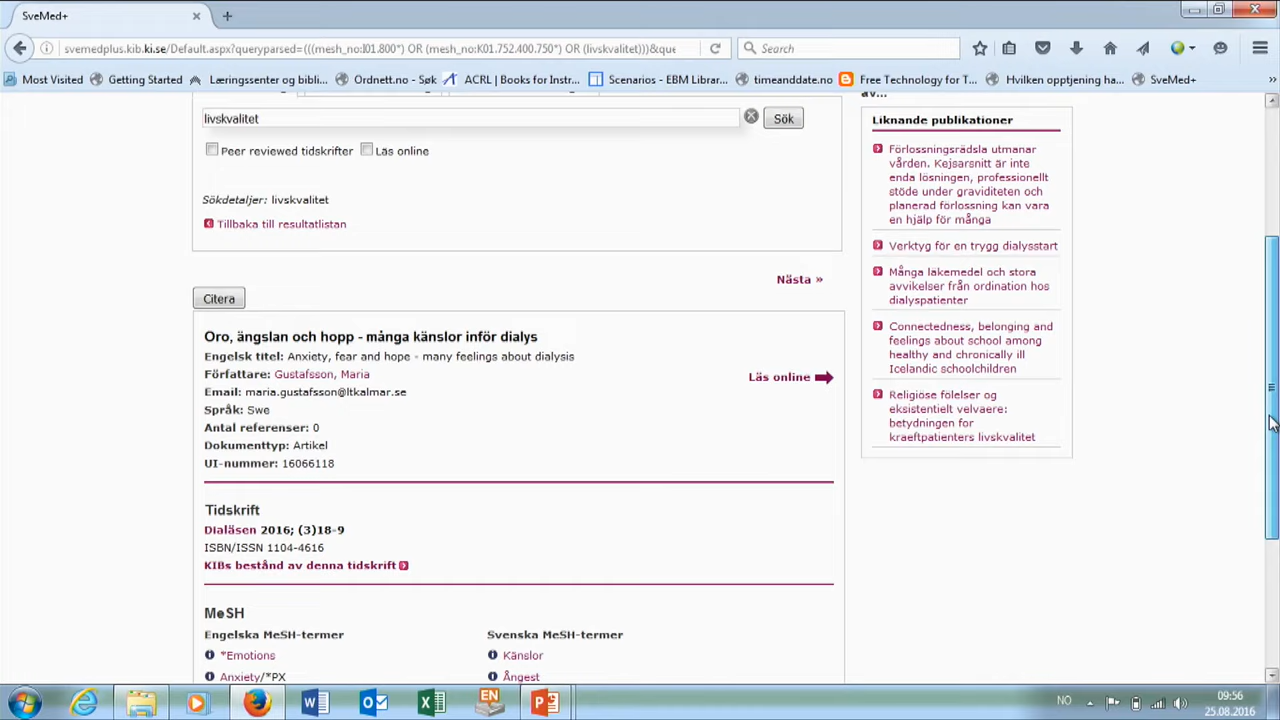 SveMed+
svemedplus.kib.ki.se/Default.aspx?queryparsed=(((mesh_no:I01.800*) OR (mesh_no:K01.752.400.750*) OR (livskvalitet)))&que
Search
Most Visited
Getting Started
Læringssenter og bibli...
Ordnett.no - Søk
ACRL | Books for Instr...
Scenarios - EBM Librar...
timeanddate.no
Free Technology for T...
Hvilken opptjening ha...
SveMed+
»
av...
livskvalitet
Sök
Peer reviewed tidskrifter
Läs online
Sökdetaljer: livskvalitet
Tillbaka till resultatlistan
Nästa »
Citera
Oro, ängslan och hopp - många känslor inför dialys
Engelsk titel: Anxiety, fear and hope - many feelings about dialysis
Författare: Gustafsson, Maria
Läs online
Email: maria.gustafsson@ltkalmar.se
Språk: Swe
Antal referenser: 0
Dokumenttyp: Artikel
UI-nummer: 16066118
Tidskrift
Dialäsen 2016; (3)18-9
ISBN/ISSN 1104-4616
KIBs bestånd av denna tidskrift
MeSH
Engelska MeSH-termer
Svenska MeSH-termer
*Emotions
Känslor
Anxiety/*PX
Ångest
Liknande publikationer
Förlossningsrädsla utmanar
vården. Kejsarsnitt är inte
enda lösningen, professionellt
stöde under graviditeten och
planerad förlossning kan vara
en hjälp för många
Verktyg för en trygg dialysstart
Många läkemedel och stora
avvikelser från ordination hos
dialyspatienter
Connectedness, belonging and
feelings about school among
healthy and chronically ill
Icelandic schoolchildren
Religiöse følelser og
eksistentielt velvaere:
betydningen for
kraeftpatienters livskvalitet
EN
NO
09:56
25.08.2016